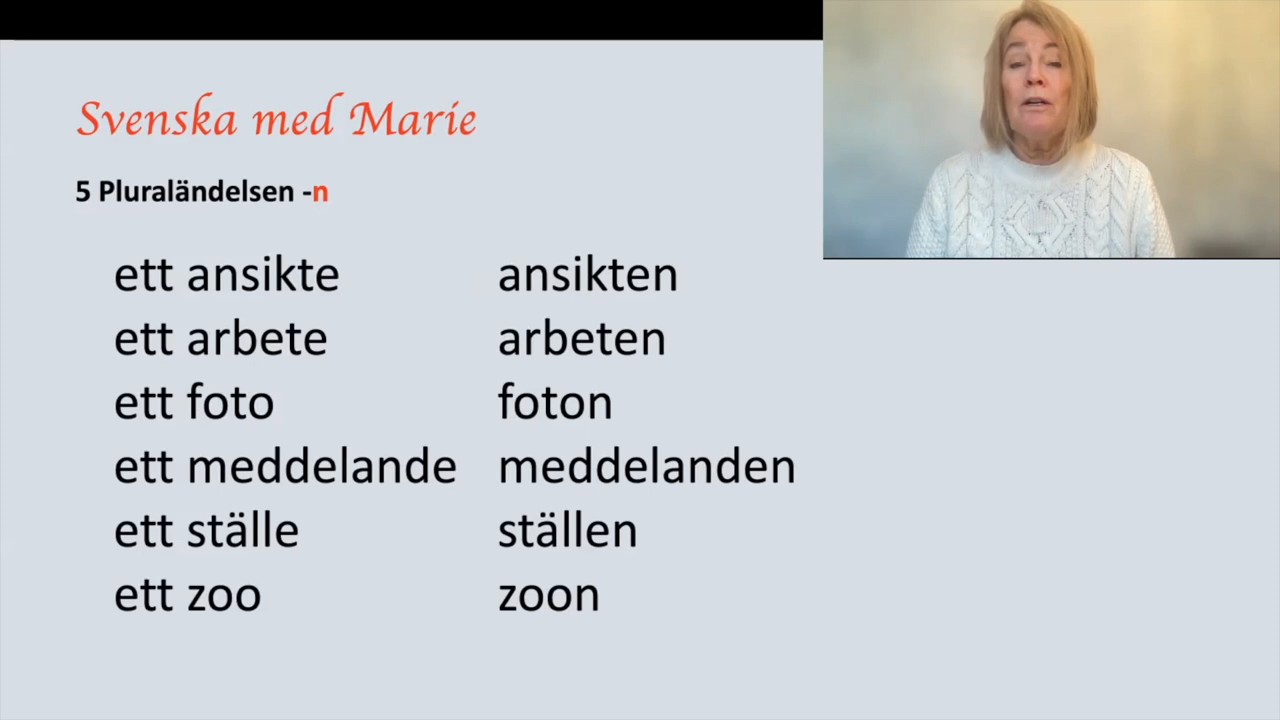 Svenska med Marie
5 Pluraländelsen -n
ett ansikte ansikten
ett arbete arbeten
ett foto foton
ett meddelande meddelanden
ett ställe ställen
ett zoo zoon